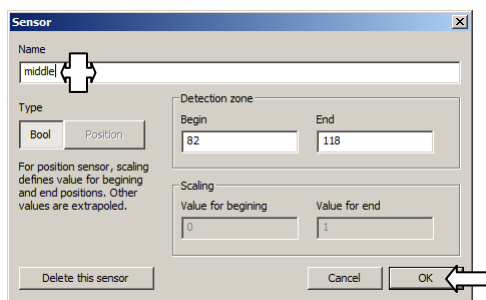 Sensor
Name
middle
Type
Bool
Position
For position sensor, scaling
defines value for begining
and end positions. Other
values are extrapoled.
Detection zone
Begin
End
82
118
Scaling
Value for begining
Value for end
0
1
Delete this sensor
Cancel
OK